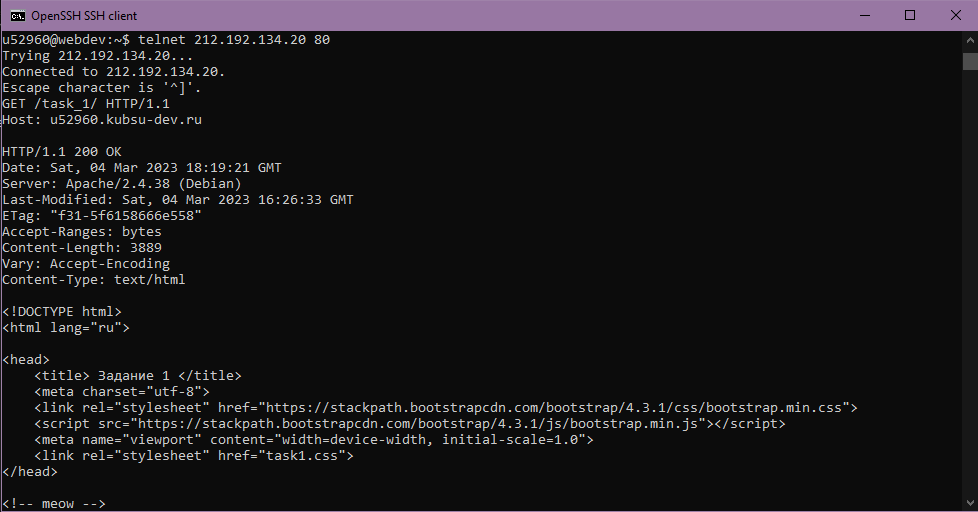 OpenSSH SSH client
u52960@webdev:~$ telnet 212.192.134.20 80
Trying 212.192.134.20...
Connected to 212.192.134.20.
Escape character is '^]'.
GET /task_1/ HTTP/1.1
Host: u52960.kubsu-dev.ru

HTTP/1.1 200 OK
Date: Sat, 04 Mar 2023 18:19:21 GMT
Server: Apache/2.4.38 (Debian)
Last-Modified: Sat, 04 Mar 2023 16:26:33 GMT
ETag: "f31-5f6158666e558"
Accept-Ranges: bytes
Content-Length: 3889
Vary: Accept-Encoding
Content-Type: text/html

<!DOCTYPE html>
<html lang="ru">

<head>
    <title> Задание 1 </title>
    <meta charset="utf-8">
    <link rel="stylesheet" href="https://stackpath.bootstrapcdn.com/bootstrap/4.3.1/css/bootstrap.min.css">
    <script src="https://stackpath.bootstrapcdn.com/bootstrap/4.3.1/js/bootstrap.min.js"></script>
    <meta name="viewport" content="width=device-width, initial-scale=1.0">
    <link rel="stylesheet" href="task1.css">
</head>

<!-- meow -->